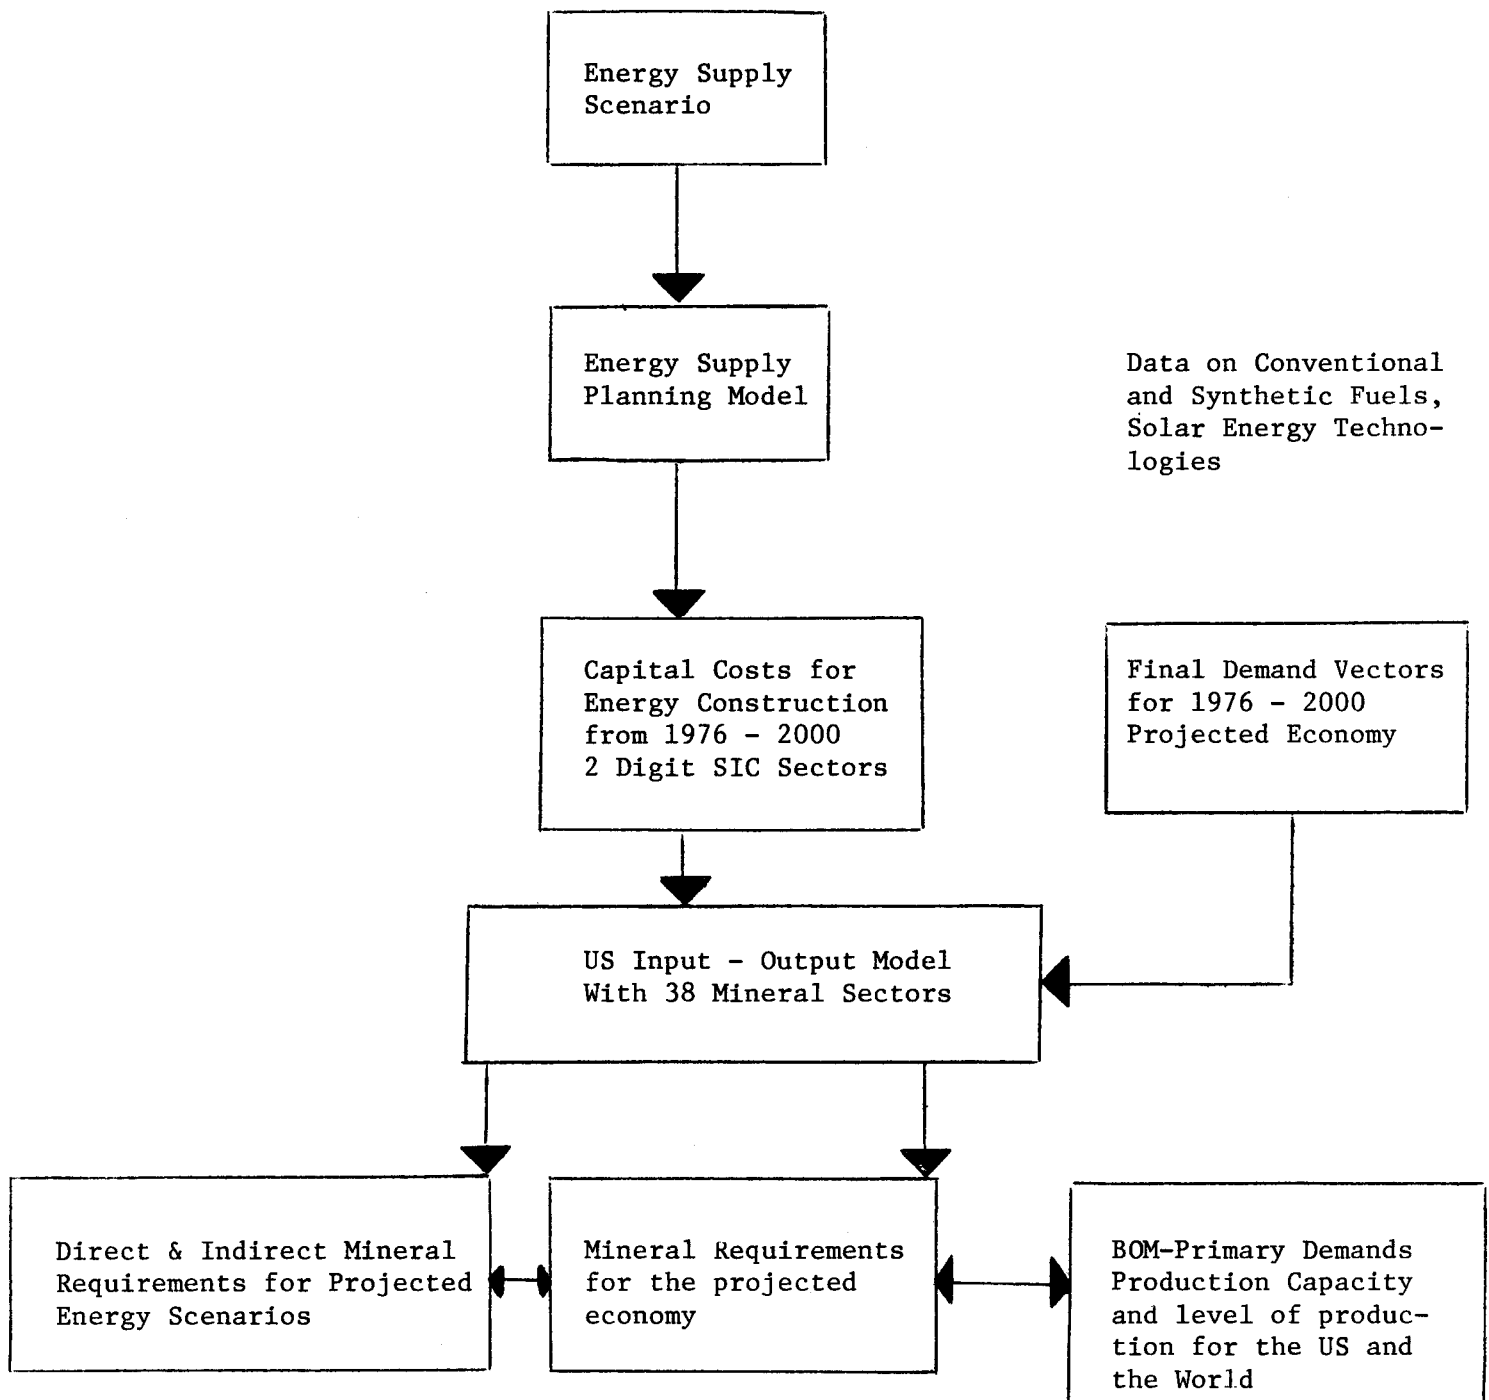 Energy Supply
Scenario
Energy Supply
Planning Model
Data on Conventional
and Synthetic Fuels,
Solar Energy Techno-
logies
Capital Costs for
Energy Construction
from 1976 - 2000
2 Digit SIC Sectors
Final Demand Vectors
for 1976 - 2000
Projected Economy
US Input - Output Model
With 38 Mineral Sectors
Direct & Indirect Mineral
Requirements for Projected
Energy Scenarios
Mineral Requirements
for the projected
economy
BOM-Primary Demands
Production Capacity
and level of produc-
tion for the US and
the World